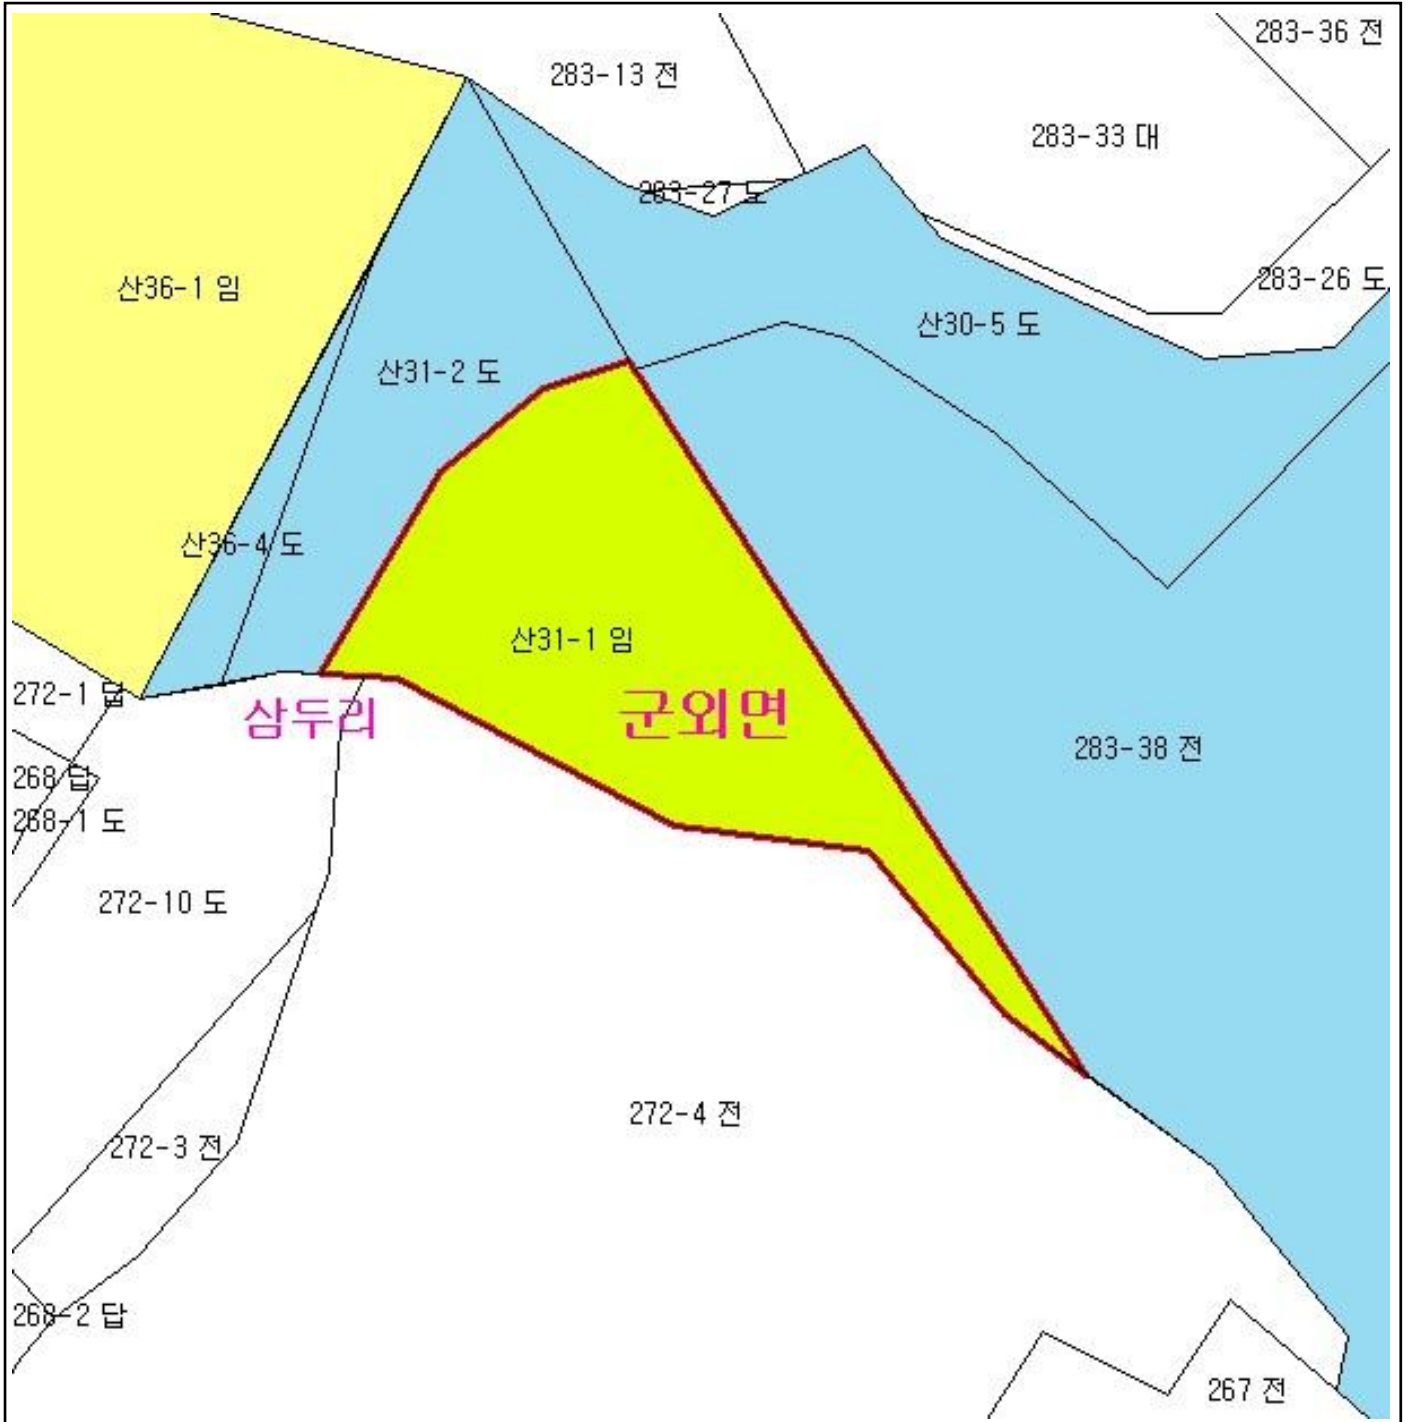 283-36 전
283-13 전
283-33 대
283-27 도
283-26 도
산36-1 임
산30-5 도
산31-2 도
산36-4 도
산31-1 임
272-1 답
삼두리
군외면
283-38 전
268 답
268-1 도
272-10 도
272-4 전
272-3 전
268-2 답
267 전